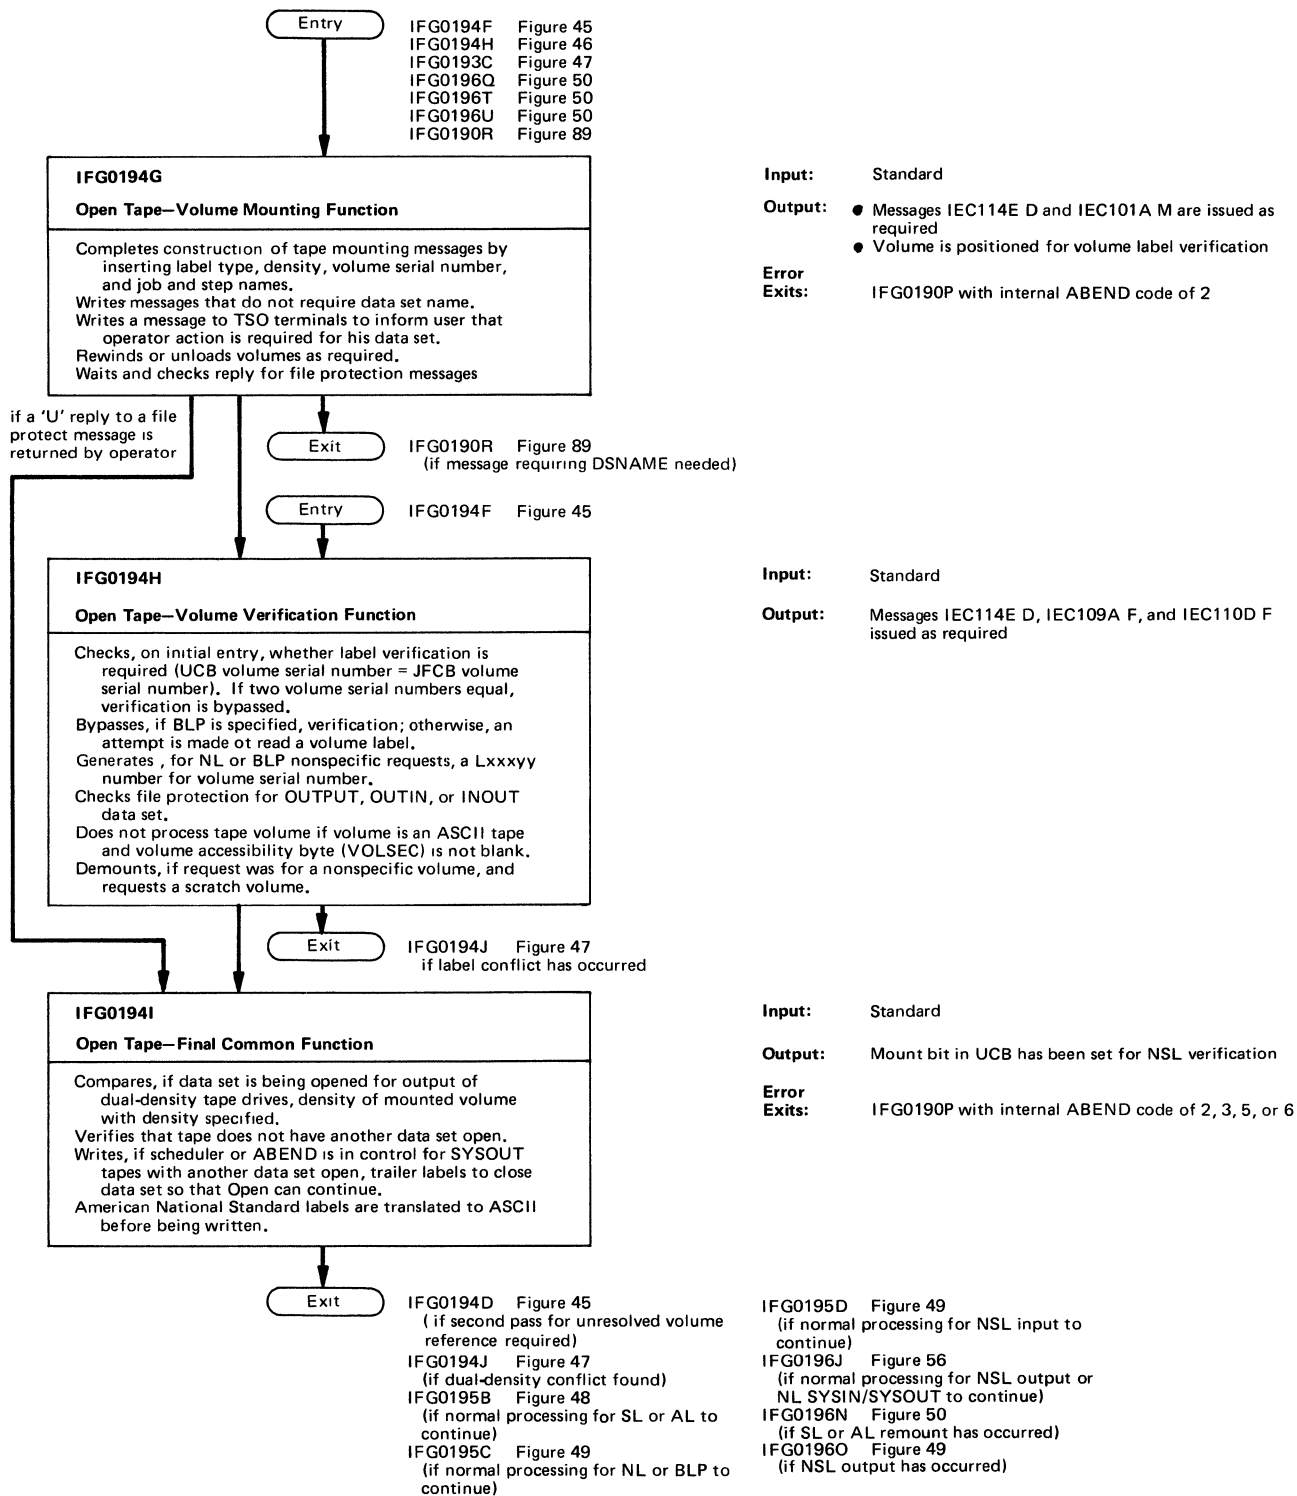 Entry
IFG0194F Figure 45
IFG0194H Figure 46
IFG0193C Figure 47
IFG0196Q Figure 50
IFG0196T Figure 50
IFG0196U Figure 50
IFG0190R Figure 89
IFG0194G
Open Tape—Volume Mounting Function
Completes construction of tape mounting messages by
inserting label type, density, volume serial number,
and job and step names.
Writes messages that do not require data set name.
Writes a message to TSO terminals to inform user that
operator action is required for his data set.
Rewinds or unloads volumes as required.
Waits and checks reply for file protection messages
Input: Standard
Output: ● Messages IEC114E D and IEC101A M are issued as
required
● Volume is positioned for volume label verification
Error
Exits: IFG0190P with internal ABEND code of 2
if a 'U' reply to a file
protect message is
returned by operator
Exit
IFG0190R Figure 89
(if message requiring DSNAME needed)
Entry
IFG0194F Figure 45
IFG0194H
Open Tape—Volume Verification Function
Checks, on initial entry, whether label verification is
required (UCB volume serial number = JFCB volume
serial number). If two volume serial numbers equal,
verification is bypassed.
Bypasses, if BLP is specified, verification; otherwise, an
attempt is made ot read a volume label.
Generates , for NL or BLP nonspecific requests, a Lxxxyy
number for volume serial number.
Checks file protection for OUTPUT, OUTIN, or INOUT
data set.
Does not process tape volume if volume is an ASCII tape
and volume accessibility byte (VOLSEC) is not blank.
Demounts, if request was for a nonspecific volume, and
requests a scratch volume.
Input: Standard
Output: Messages IEC114E D, IEC109A F, and IEC110D F
issued as required
Exit
IFG0194J Figure 47
if label conflict has occurred
IFG0194I
Open Tape—Final Common Function
Compares, if data set is being opened for output of
dual-density tape drives, density of mounted volume
with density specified.
Verifies that tape does not have another data set open.
Writes, if scheduler or ABEND is in control for SYSOUT
tapes with another data set open, trailer labels to close
data set so that Open can continue.
American National Standard labels are translated to ASCII
before being written.
Input: Standard
Output: Mount bit in UCB has been set for NSL verification
Error
Exits: IFG0190P with internal ABEND code of 2, 3, 5, or 6
Exit
IFG0194D Figure 45
( if second pass for unresolved volume
reference required)
IFG0194J Figure 47
(if dual-density conflict found)
IFG0195B Figure 48
(if normal processing for SL or AL to
continue)
IFG0195C Figure 49
(if normal processing for NL or BLP to
continue)
IFG0195D Figure 49
(if normal processing for NSL input to
continue)
IFG0196J Figure 56
(if normal processing for NSL output or
NL SYSIN/SYSOUT to continue)
IFG0196N Figure 50
(if SL or AL remount has occurred)
IFG0196O Figure 49
(if NSL output has occurred)